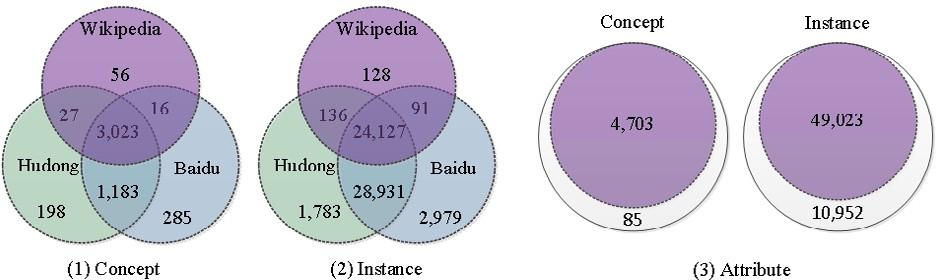 Wikipedia
56
27
16
3,023
Hudong
Baidu
1,183
198
285
(1) Concept
Wikipedia
128
136
91
24,127
Hudong
Baidu
28,931
1,783
2,979
(2) Instance
Concept
Instance
4,703
49,023
85
10,952
(3) Attribute